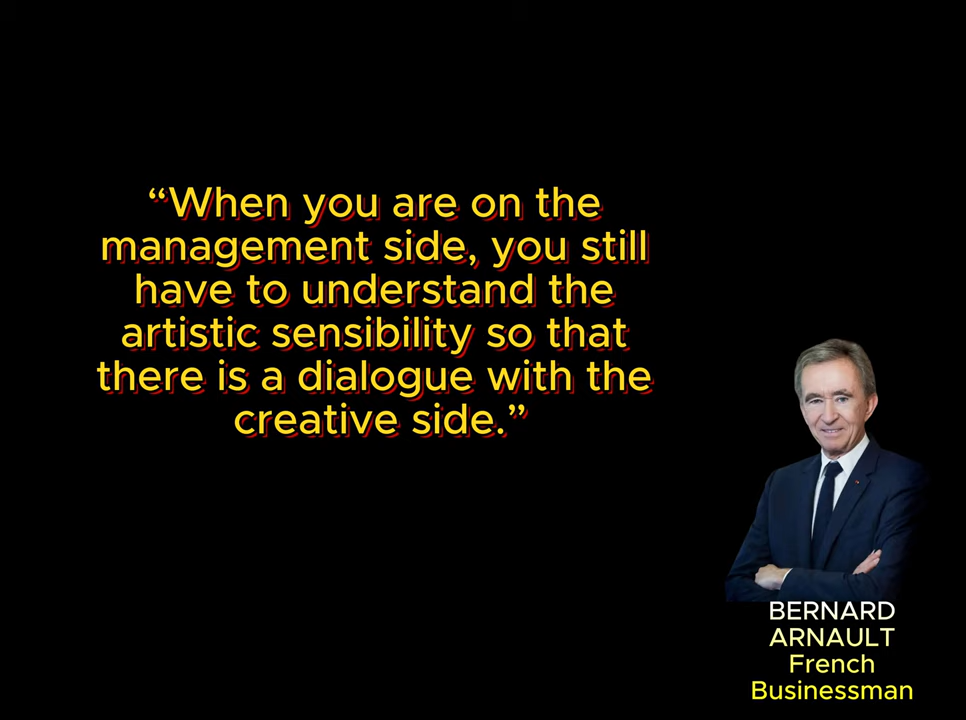 “When you are on the
management side, you still
have to understand the
artistic sensibility so that
there is a dialogue with the
creative side.”
BERNARD
ARNAULT
French
Businessman